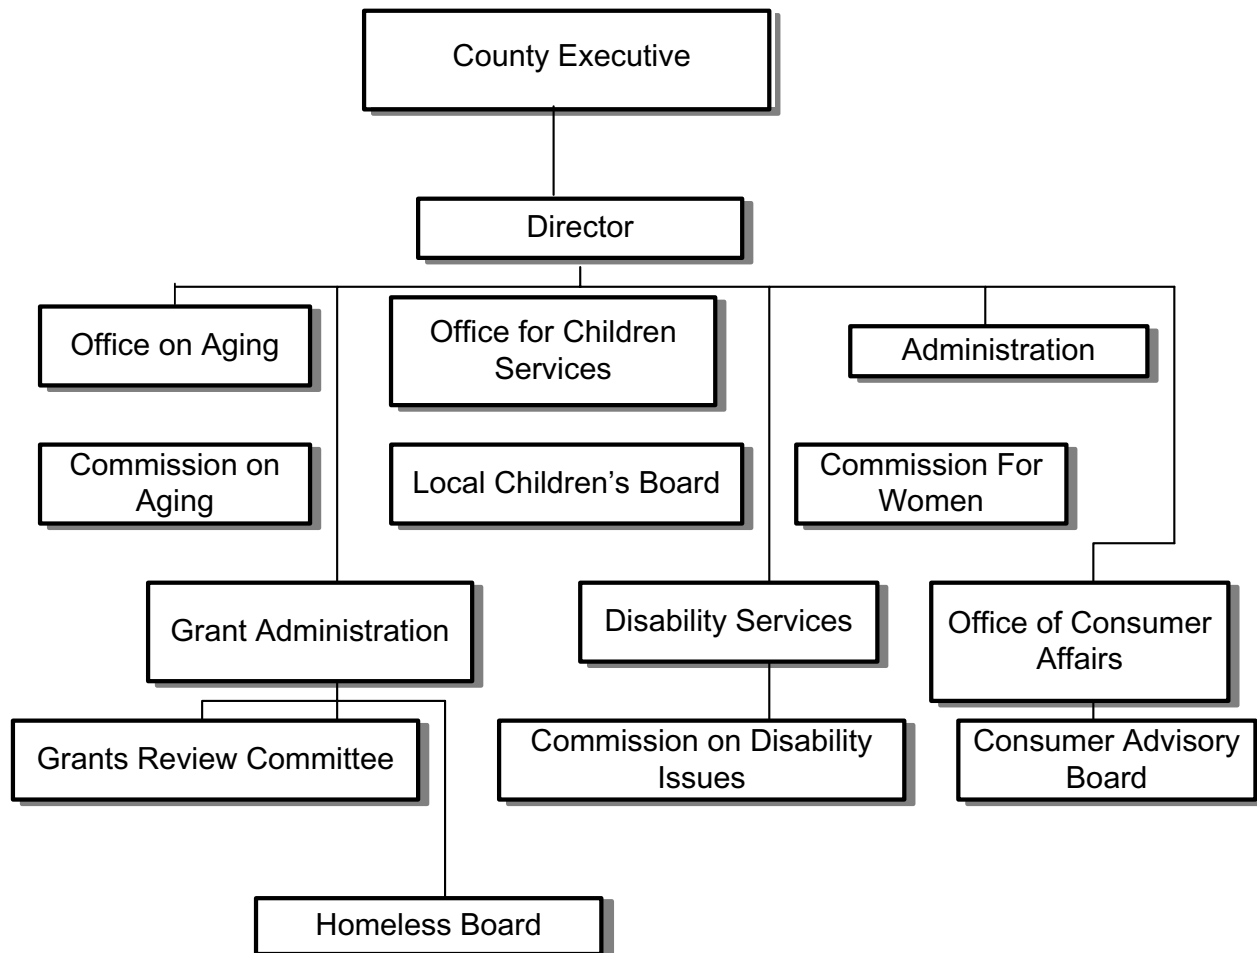 County Executive
Director
Office on Aging
Office for Children
Services
Administration
Commission on
Aging
Local Children's Board
Commission For
Women
Grant Administration
Disability Services
Office of Consumer
Affairs
Grants Review Committee
Commission on Disability
Issues
Consumer Advisory
Board
Homeless Board